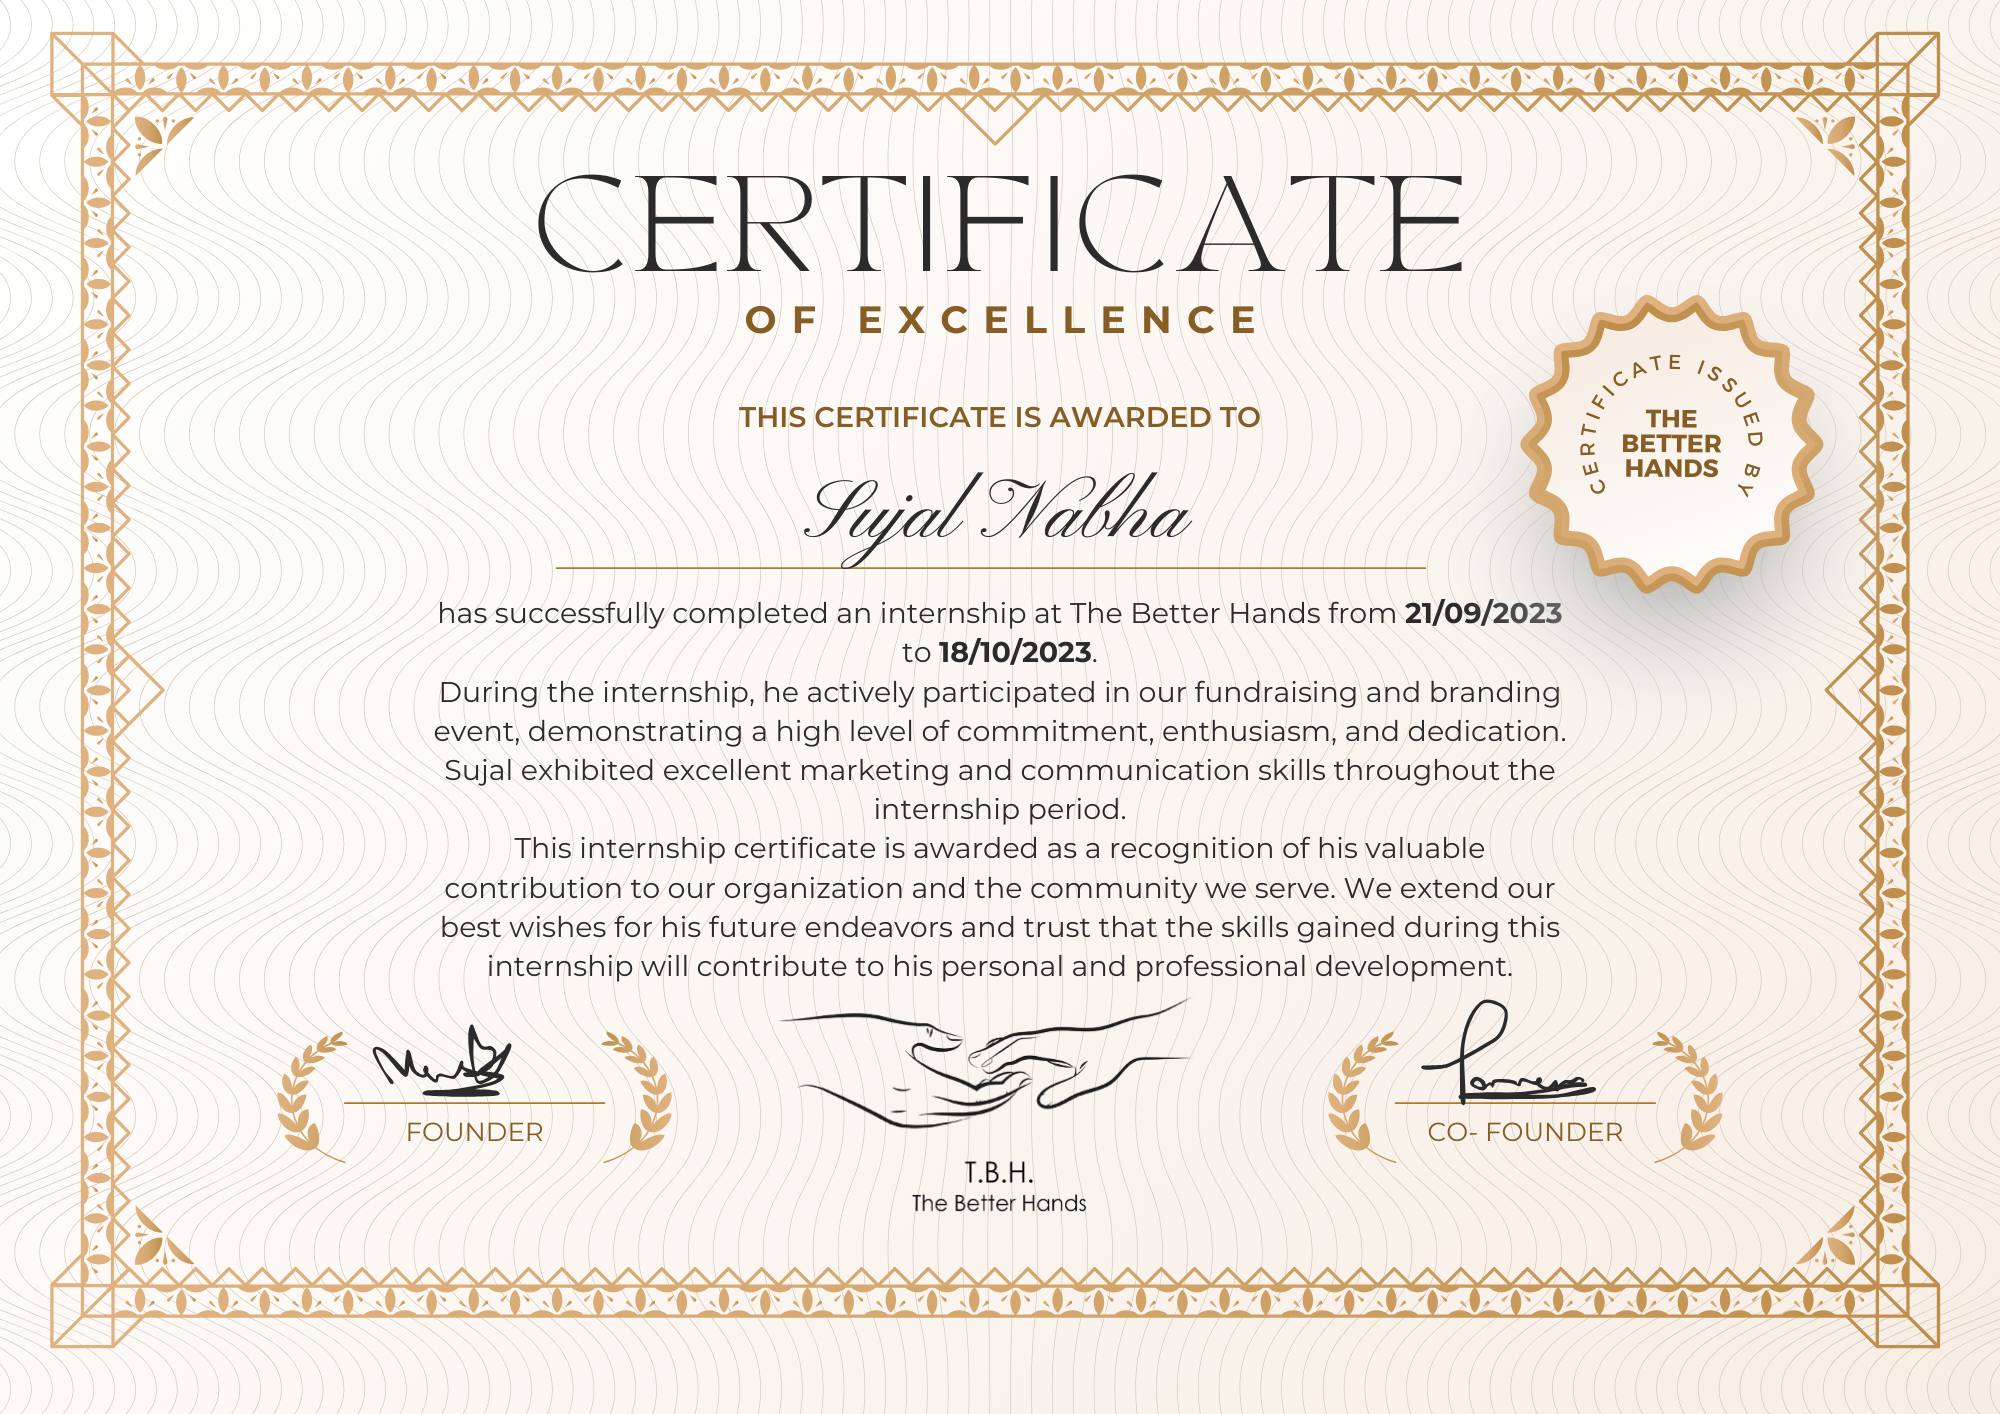 CERTIFICATE
OF EXCELLENCE
THIS CERTIFICATE IS AWARDED TO
Sujal Nabha
CERTIFICATE ISSUED BY
THE
BETTER
HANDS
has successfully completed an internship at The Better Hands from 21/09/2023
to 18/10/2023.
During the internship, he actively participated in our fundraising and branding
event, demonstrating a high level of commitment, enthusiasm, and dedication.
Sujal exhibited excellent marketing and communication skills throughout the
internship period.
This internship certificate is awarded as a recognition of his valuable
contribution to our organization and the community we serve. We extend our
best wishes for his future endeavors and trust that the skills gained during this
internship will contribute to his personal and professional development.
FOUNDER
CO- FOUNDER
T.B.H.
The Better Hands